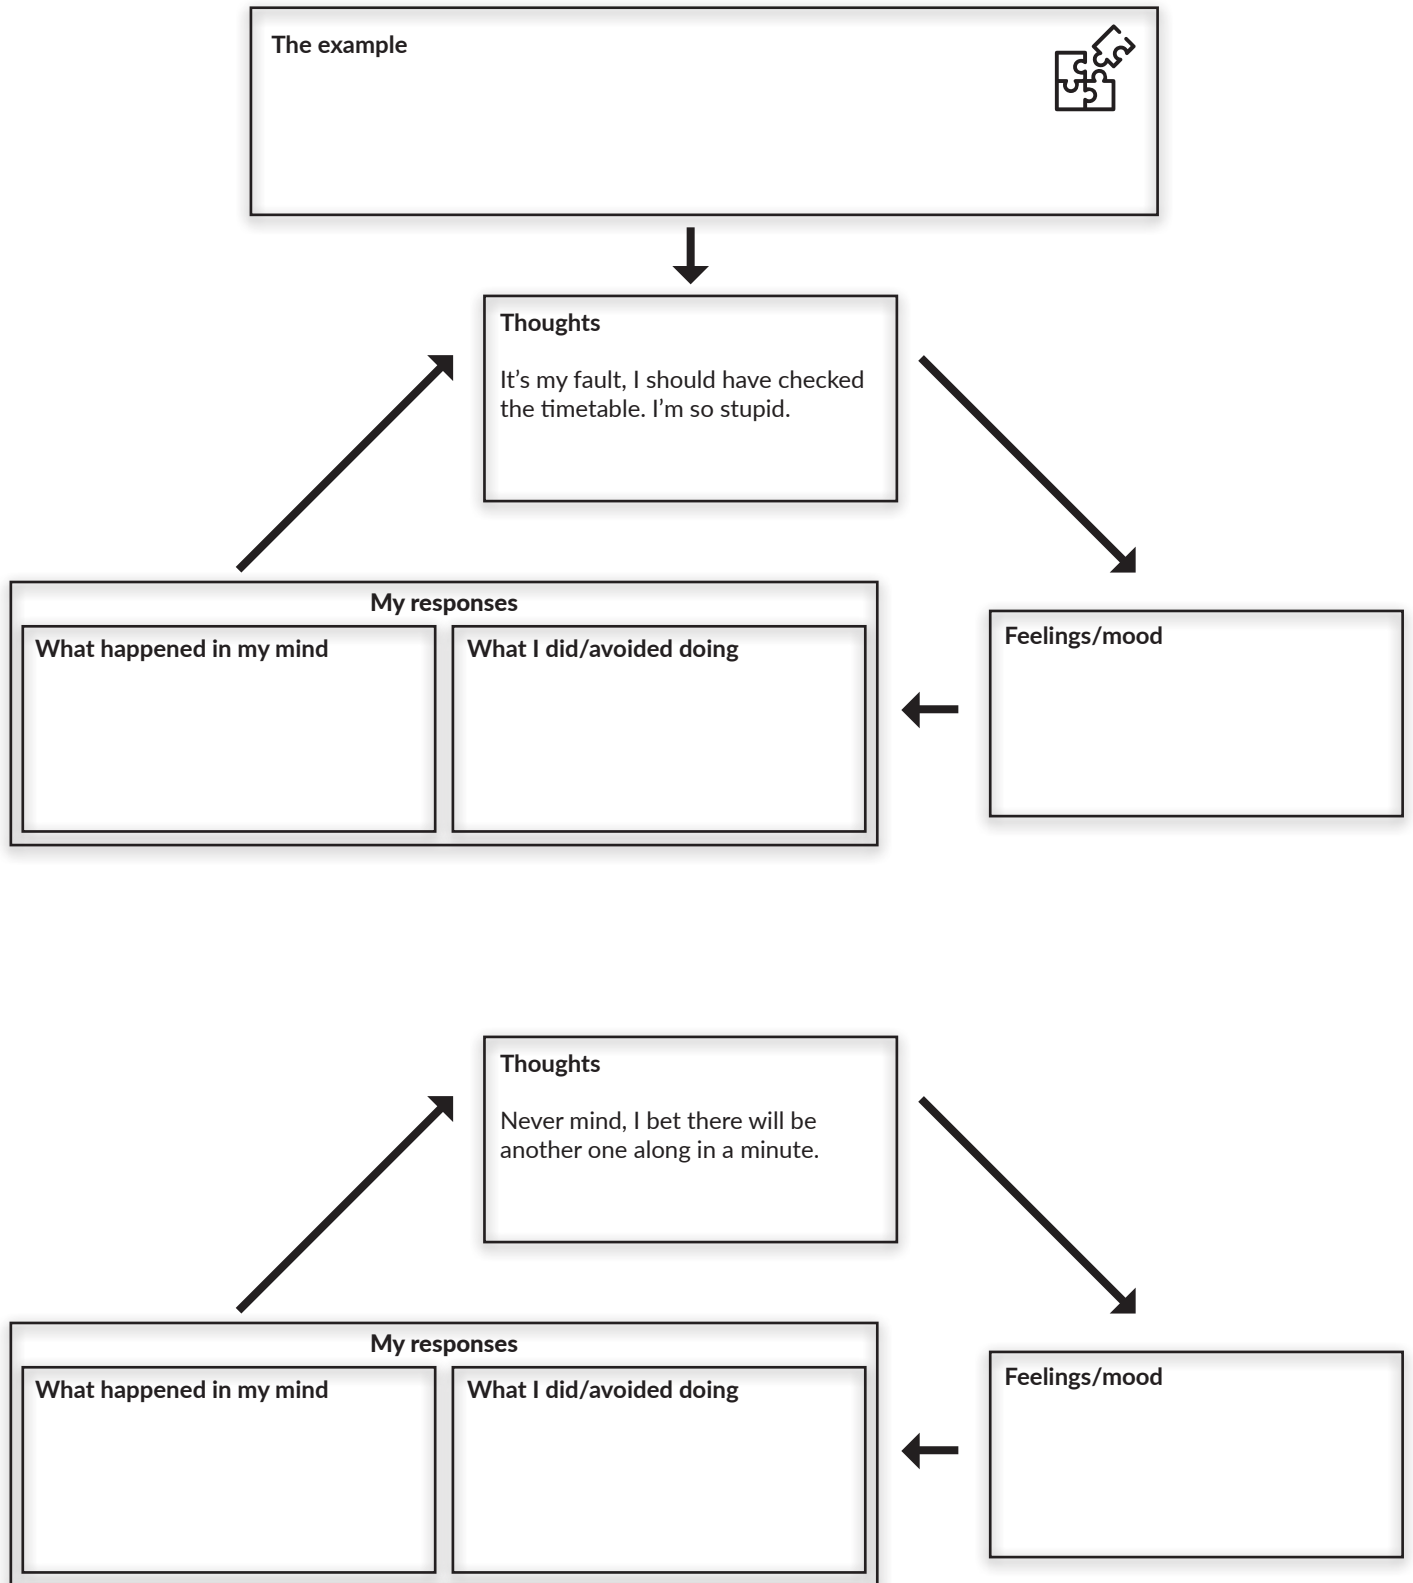 The example
Thoughts
It’s my fault, I should have checked
the timetable. I’m so stupid.
My responses
What happened in my mind
What I did/avoided doing
Feelings/mood
Thoughts
Never mind, I bet there will be
another one along in a minute.
My responses
What happened in my mind
What I did/avoided doing
Feelings/mood